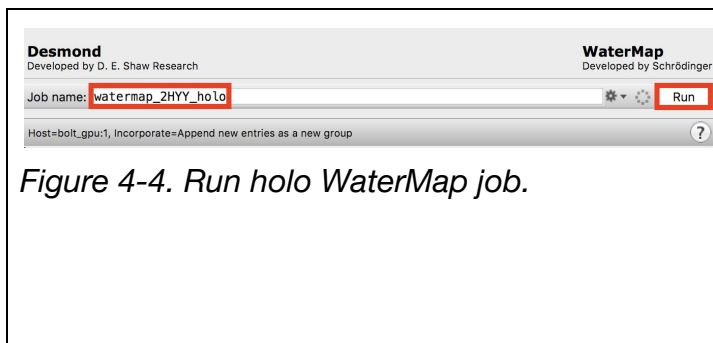 Desmond
Developed by D. E. Shaw Research
WaterMap
Developed by Schrödinger
Job name: watermap_2HYY_holo Run
Host=bolt_gpu:1, Incorporate=Append new entries as a new group ?
Figure 4-4. Run holo WaterMap job.